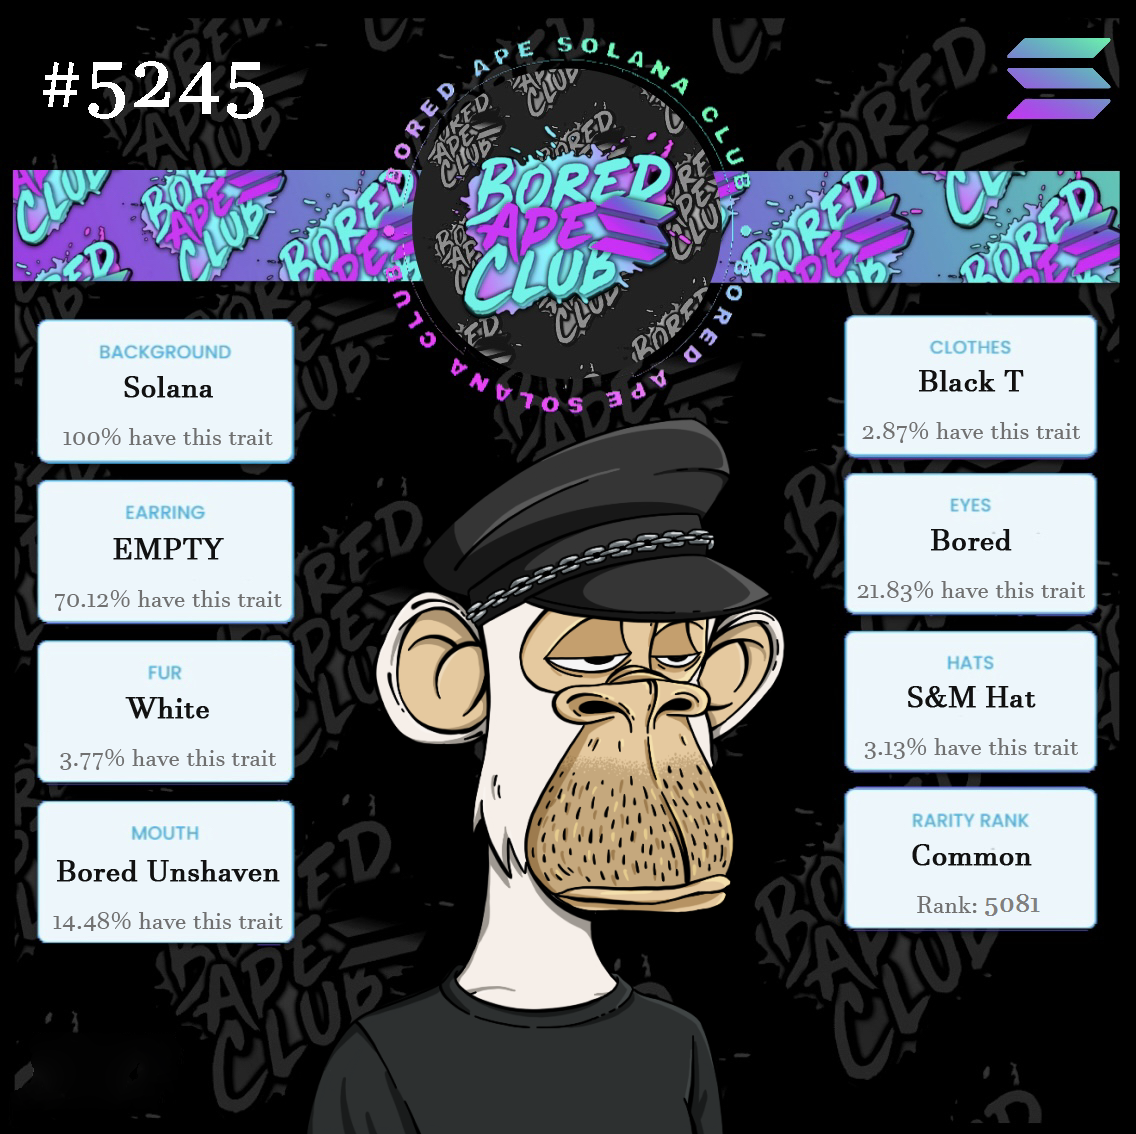 #5245
BORED APE SOLANA CLUB
BORED APE SOLANA CLUB
BORED
APE
CLUB
BACKGROUND
Solana
100% have this trait
EARRING
EMPTY
70.12% have this trait
FUR
White
3.77% have this trait
MOUTH
Bored Unshaven
14.48% have this trait
CLOTHES
Black T
2.87% have this trait
EYES
Bored
21.83% have this trait
HATS
S&M Hat
3.13% have this trait
RARITY RANK
Common
Rank: 5081